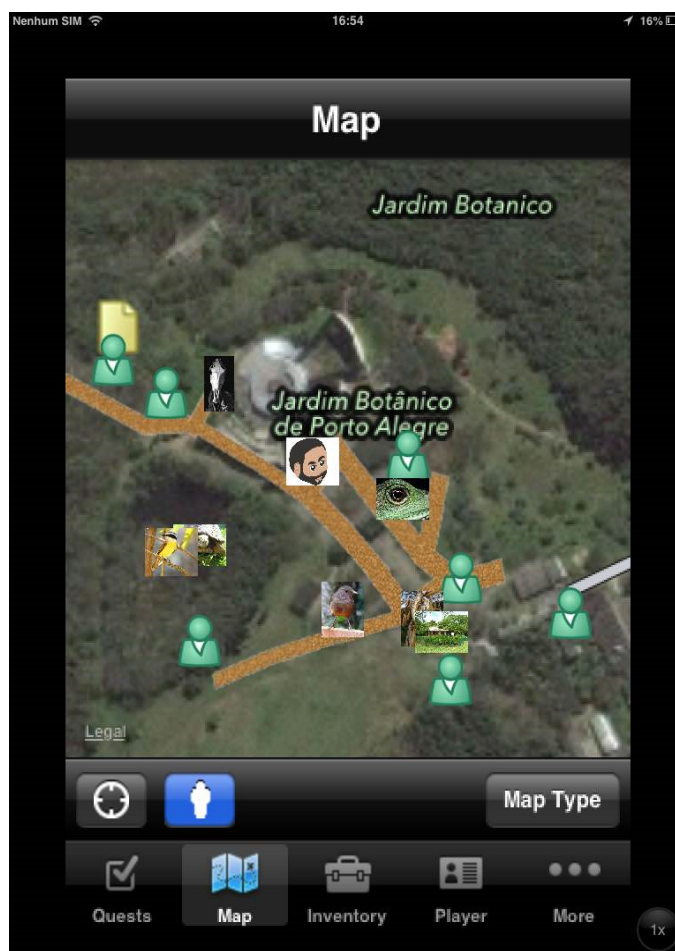 Nenhum SIM 16:54 16%
Map
Jardim Botanico
Jardim Botânico
de Porto Alegre
Legal
Map Type
Quests Map Inventory Player More
1x